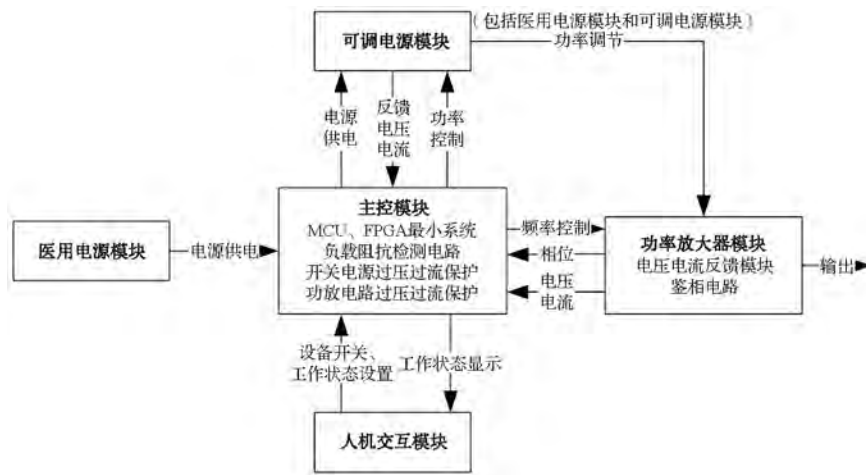 (包括医用电源模块和可调电源模块)
可调电源模块
功率调节
电源
供电
反馈
电压
电流
功率
控制
主控模块
MCU、FPGA最小系统
负载阻抗检测电路
开关电源过压过流保护
功放电路过压过流保护
医用电源模块
电源供电
频率控制
相位
电压
电流
功率放大器模块
电压电流反馈模块
鉴相电路
输出
设备开关、
工作状态设置
工作状态显示
人机交互模块